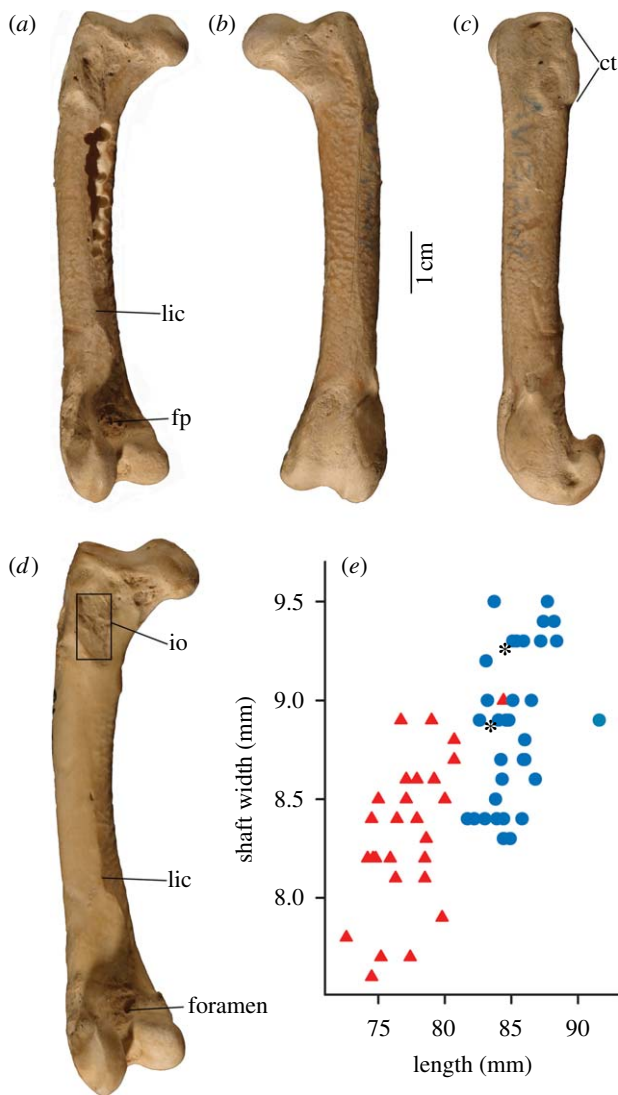 (a)
(b)
(c)
ct
1 cm
lic
fp
(d)
io
lic
foramen
(e)
9.5
9.0
8.5
8.0
shaft width (mm)
75 80 85 90
length (mm)